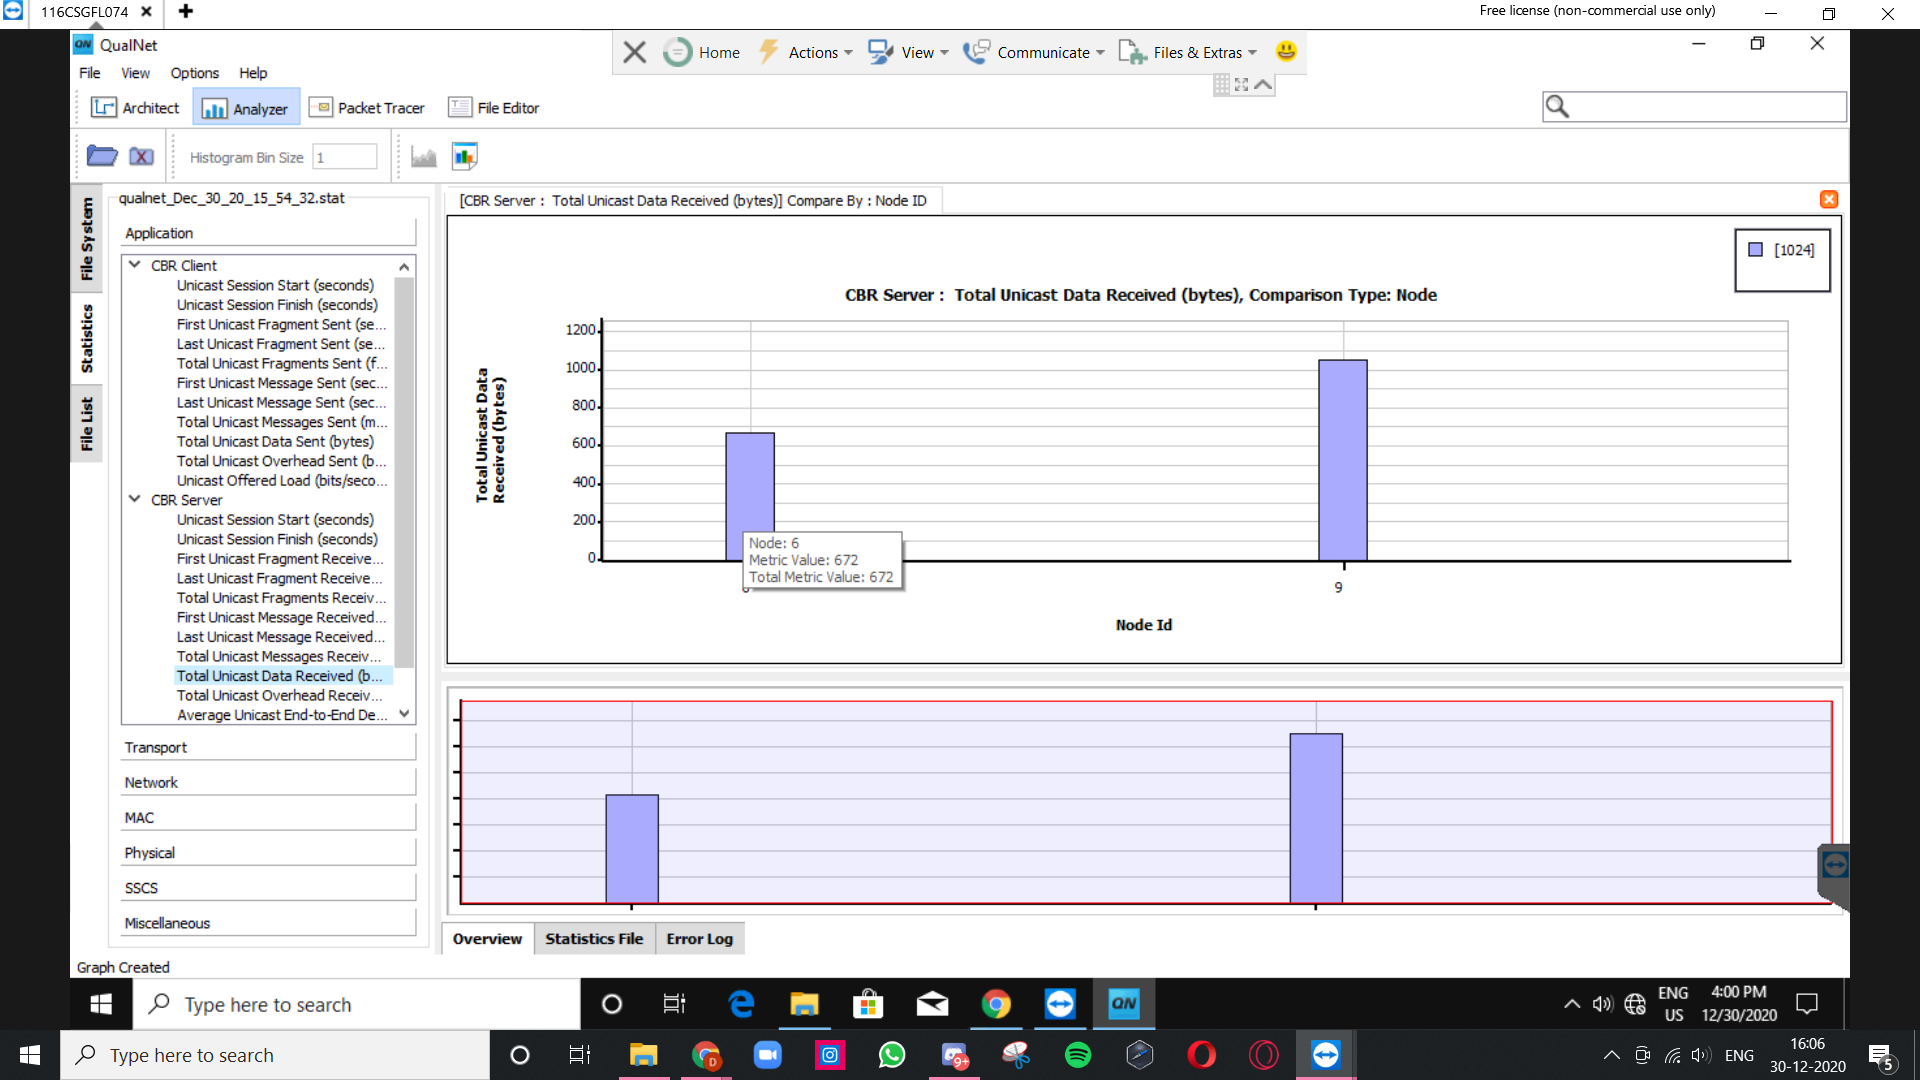 116CSGFL074
Free license (non-commercial use only)
QN QualNet
Home Actions View Communicate Files & Extras
File View Options Help
Architect Analyzer Packet Tracer File Editor
Histogram Bin Size 1
File System
Statistics
File List
qualnet_Dec_30_20_15_54_32.stat
Application
CBR Client
Unicast Session Start (seconds)
Unicast Session Finish (seconds)
First Unicast Fragment Sent (se...
Last Unicast Fragment Sent (se...
Total Unicast Fragments Sent (f...
First Unicast Message Sent (sec...
Last Unicast Message Sent (sec...
Total Unicast Messages Sent (m...
Total Unicast Data Sent (bytes)
Total Unicast Overhead Sent (b...
Unicast Offered Load (bits/seco...
CBR Server
Unicast Session Start (seconds)
Unicast Session Finish (seconds)
First Unicast Fragment Receive...
Last Unicast Fragment Receive...
Total Unicast Fragments Receiv...
First Unicast Message Received...
Last Unicast Message Received...
Total Unicast Messages Receiv...
Total Unicast Data Received (b...
Total Unicast Overhead Receiv...
Average Unicast End-to-End De...
Transport
Network
MAC
Physical
SSCS
Miscellaneous
[CBR Server : Total Unicast Data Received (bytes)] Compare By : Node ID
[1024]
CBR Server : Total Unicast Data Received (bytes), Comparison Type: Node
Total Unicast Data
Received (bytes)
1200
1000
800
600
400
200
0
Node: 6
Metric Value: 672
Total Metric Value: 672
9
Node Id
Overview Statistics File Error Log
Graph Created
Type here to search
QN
ENG
US
4:00 PM
12/30/2020
Type here to search
D
9+
ENG
16:06
30-12-2020
5